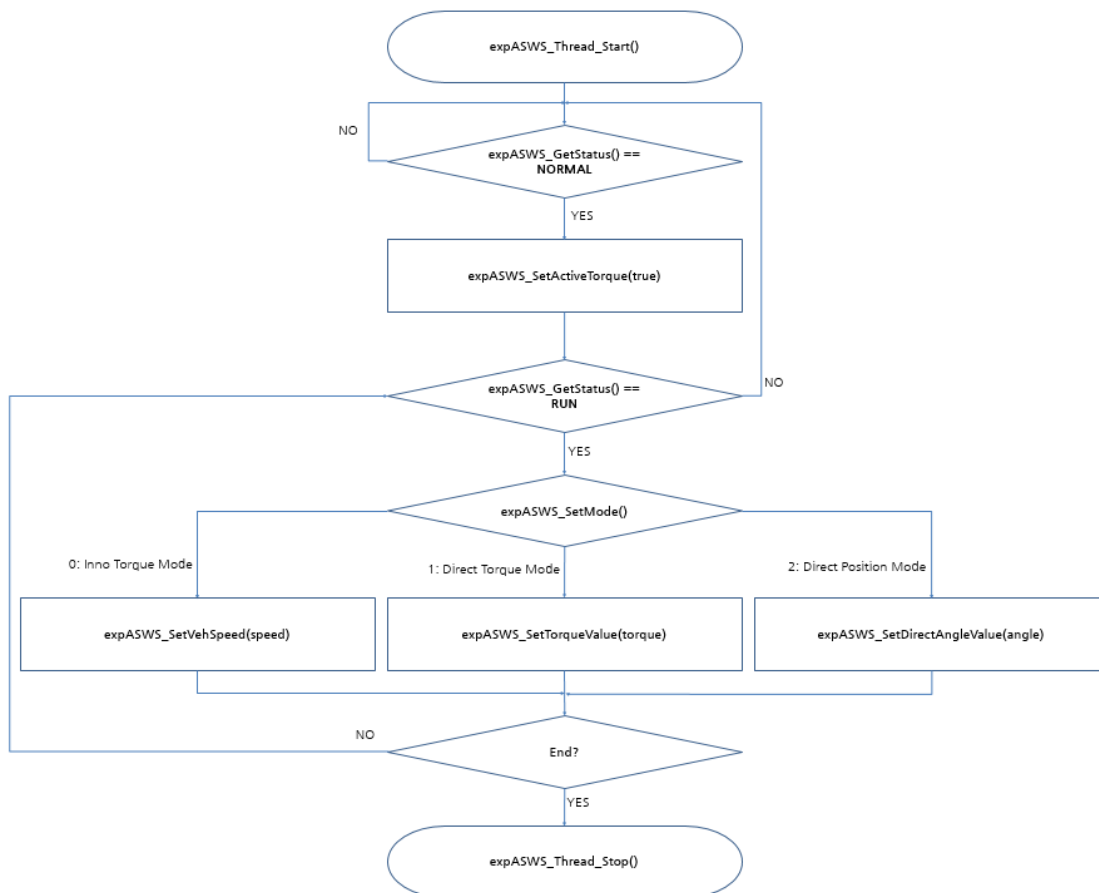 expASWS_Thread_Start()
NO
expASWS_GetStatus() ==
NORMAL
YES
expASWS_SetActiveTorque(true)
expASWS_GetStatus() ==
RUN
NO
YES
expASWS_SetMode()
0: Inno Torque Mode
1: Direct Torque Mode
2: Direct Position Mode
expASWS_SetVehSpeed(speed)
expASWS_SetTorqueValue(torque)
expASWS_SetDirectAngleValue(angle)
NO
End?
YES
expASWS_Thread_Stop()